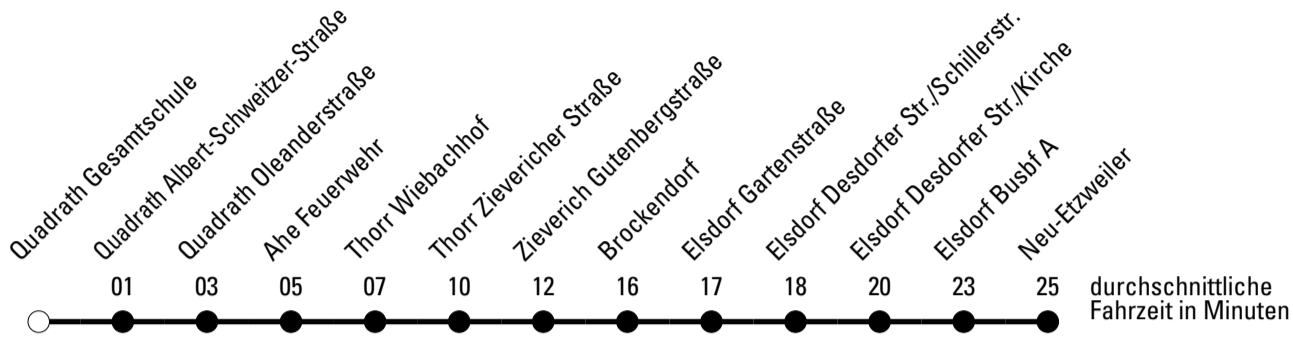 Quadrath Gesamtschule
Quadrath Albert-Schweitzer-Straße
Quadrath Oleanderstraße
Ahe Feuerwehr
Thorr Wiebachhof
Thorr Zievericher Straße
Zieverich Gutenbergstraße
Brockendorf
Elsdorf Gartenstraße
Elsdorf Desdorfer Str./Schillerstr.
Elsdorf Desdorfer Str./Kirche
Elsdorf Busbf A
Neu-Etzweiler
01 03 05 07 10 12 16 17 18 20 23 25
durchschnittliche
Fahrzeit in Minuten